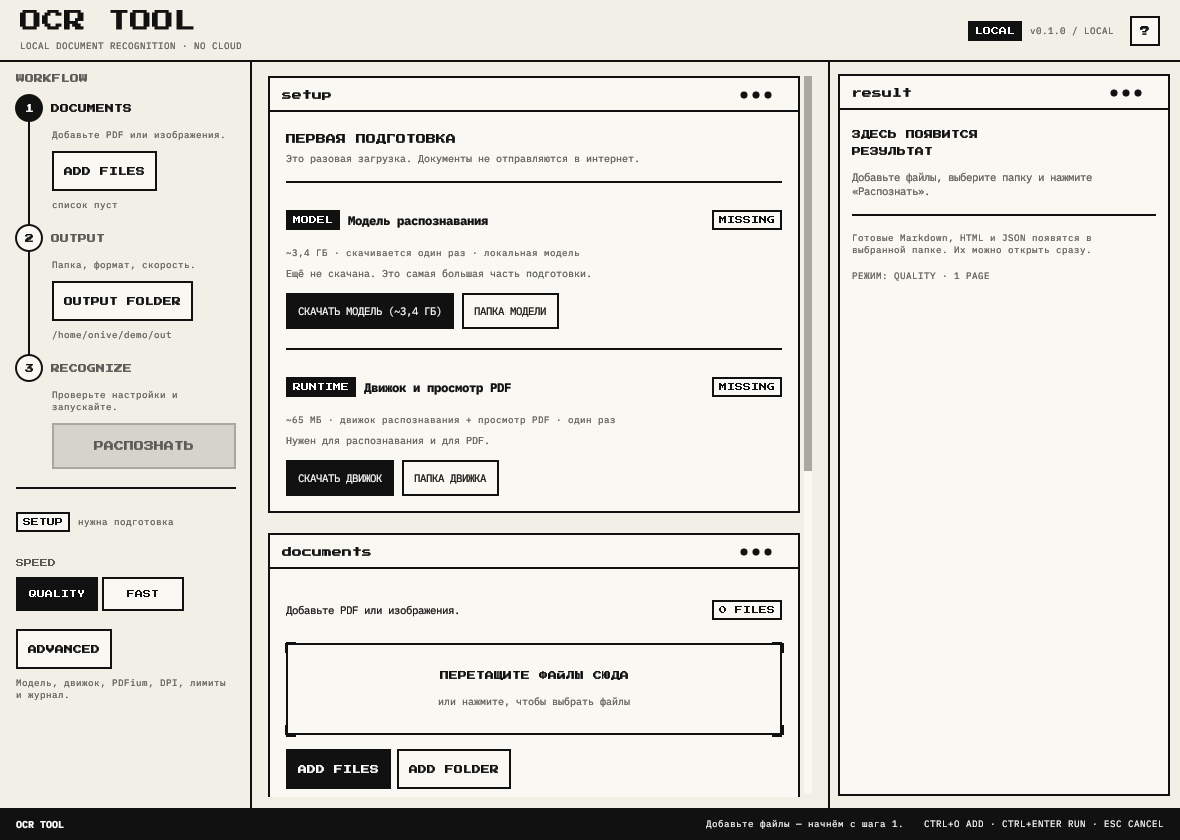 OCR TOOL
LOCAL DOCUMENT RECOGNITION · NO CLOUD
LOCAL
v0.1.0 / LOCAL
?
WORKFLOW
1 DOCUMENTS
Добавьте PDF или изображения.
ADD FILES
список пуст
2 OUTPUT
Папка, формат, скорость.
OUTPUT FOLDER
/home/onive/demo/out
3 RECOGNIZE
Проверьте настройки и
запускайте.
РАСПОЗНАТЬ
SETUP нужна подготовка
SPEED
QUALITY FAST
ADVANCED
Модель, движок, PDFium, DPI, лимиты
и журнал.
setup
ПЕРВАЯ ПОДГОТОВКА
Это разовая загрузка. Документы не отправляются в интернет.
MODEL Модель распознавания MISSING
~3,4 ГБ · скачивается один раз · локальная модель
Ещё не скачана. Это самая большая часть подготовки.
СКАЧАТЬ МОДЕЛЬ (~3,4 ГБ) ПАПКА МОДЕЛИ
RUNTIME Движок и просмотр PDF MISSING
~65 МБ · движок распознавания + просмотр PDF · один раз
Нужен для распознавания и для PDF.
СКАЧАТЬ ДВИЖОК ПАПКА ДВИЖКА
documents
Добавьте PDF или изображения. 0 FILES
ПЕРЕТАЩИТЕ ФАЙЛЫ СЮДА
или нажмите, чтобы выбрать файлы
ADD FILES ADD FOLDER
result
ЗДЕСЬ ПОЯВИТСЯ
РЕЗУЛЬТАТ
Добавьте файлы, выберите папку и нажмите
«Распознать».
Готовые Markdown, HTML и JSON появятся в
выбранной папке. Их можно открыть сразу.
РЕЖИМ: QUALITY · 1 PAGE
OCR TOOL
Добавьте файлы — начнём с шага 1.
CTRL+O ADD · CTRL+ENTER RUN · ESC CANCEL